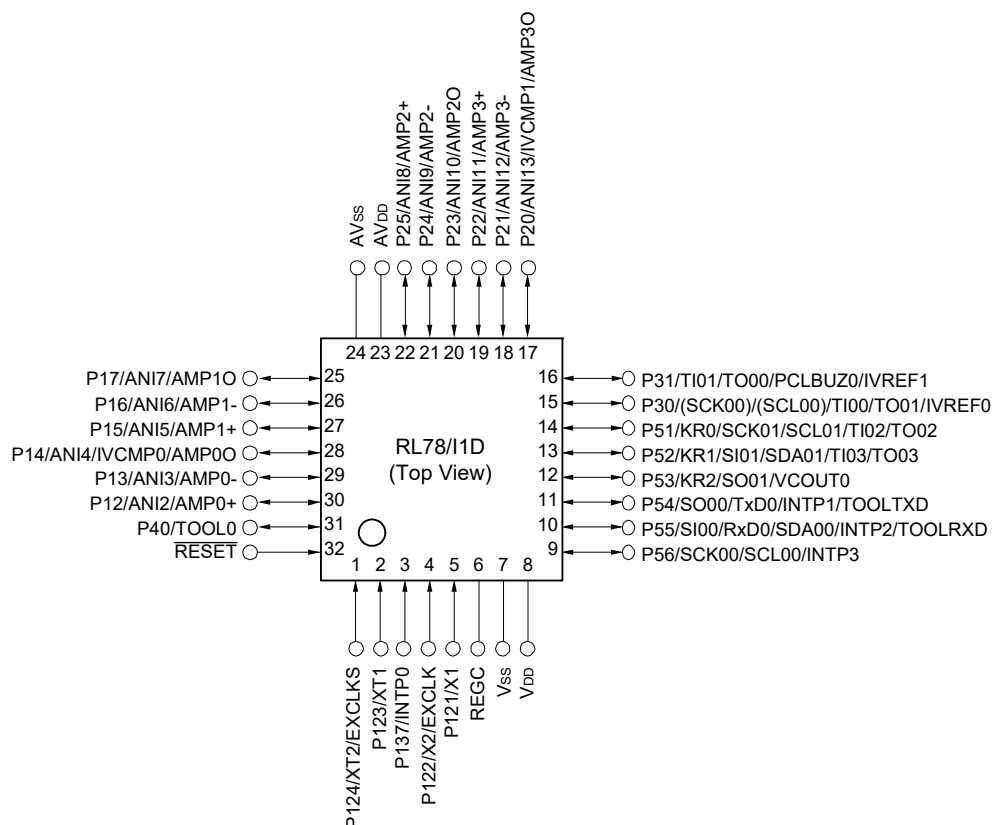 AVSS
AVDD
P25/ANI8/AMP2+
P24/ANI9/AMP2-
P23/ANI10/AMP2O
P22/ANI11/AMP3+
P21/ANI12/AMP3-
P20/ANI13/IVCMP1/AMP3O
24 23 22 21 20 19 18 17
P17/ANI7/AMP1O 25
P16/ANI6/AMP1- 26
P15/ANI5/AMP1+ 27
P14/ANI4/IVCMP0/AMP0O 28
P13/ANI3/AMP0- 29
P12/ANI2/AMP0+ 30
P40/TOOL0 31
RESET 32
RL78/I1D
(Top View)
16 P31/TI01/TO00/PCLBUZ0/IVREF1
15 P30/(SCK00)/(SCL00)/TI00/TO01/IVREF0
14 P51/KR0/SCK01/SCL01/TI02/TO02
13 P52/KR1/SI01/SDA01/TI03/TO03
12 P53/KR2/SO01/VCOUT0
11 P54/SO00/TxD0/INTP1/TOOLTXD
10 P55/SI00/RxD0/SDA00/INTP2/TOOLRXD
9 P56/SCK00/SCL00/INTP3
1 2 3 4 5 6 7 8
P124/XT2/EXCLKS
P123/XT1
P137/INTP0
P122/X2/EXCLK
P121/X1
REGC
VSS
VDD